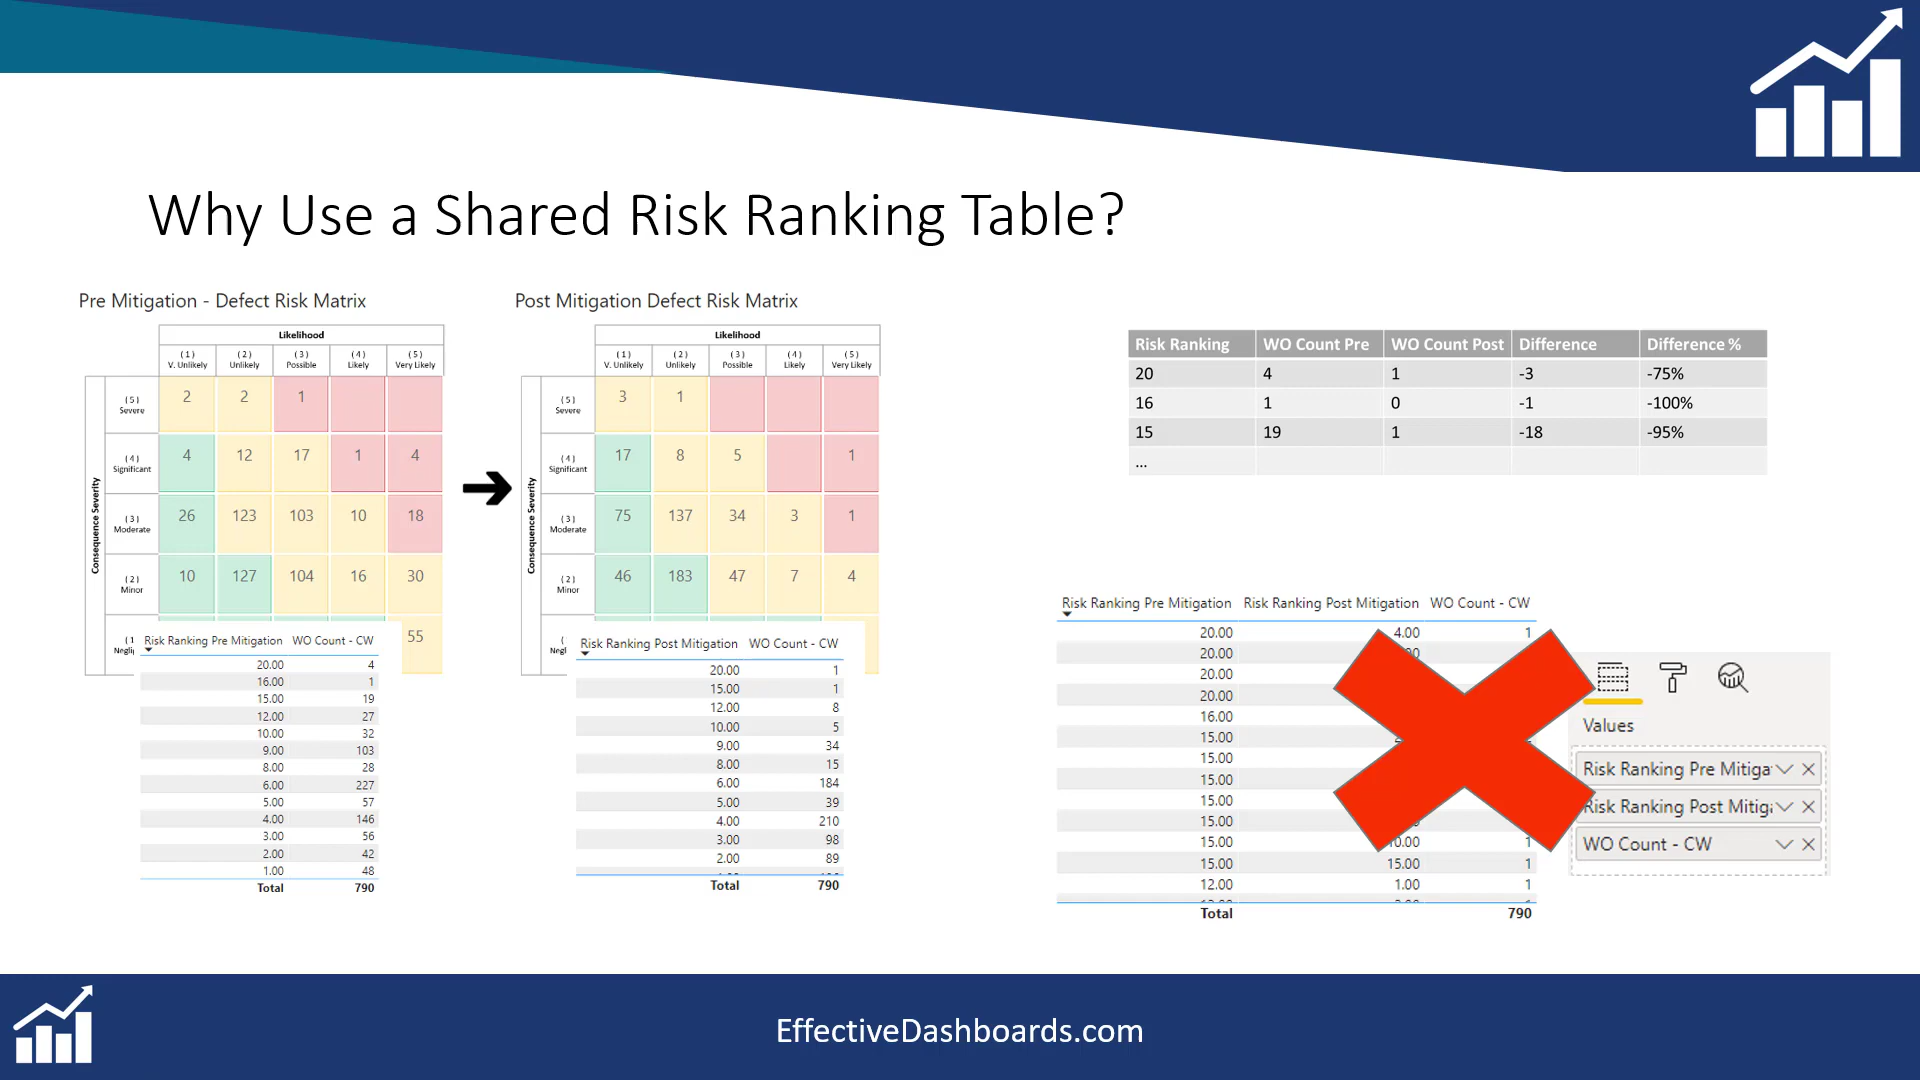 Why Use a Shared Risk Ranking Table?
Pre Mitigation - Defect Risk Matrix
Likelihood
(1) (2) (3) (4) (5)
V. Unlikely Unlikely Possible Likely Very Likely
Consequence Severity
(5) Severe 2 2 1
(4) Significant 4 12 17 1 4
(3) Moderate 26 123 103 10 18
(2) Minor 10 127 104 16 30
55
Risk Ranking Pre Mitigation WO Count - CW
20.00 4
16.00 1
15.00 19
12.00 27
10.00 32
9.00 103
8.00 28
6.00 227
5.00 57
4.00 146
3.00 56
2.00 42
1.00 48
Total 790
Post Mitigation Defect Risk Matrix
Likelihood
(1) (2) (3) (4) (5)
V. Unlikely Unlikely Possible Likely Very Likely
Consequence Severity
(5) Severe 3 1
(4) Significant 17 8 5 1
(3) Moderate 75 137 34 3 1
(2) Minor 46 183 47 7 4
Risk Ranking Post Mitigation WO Count - CW
20.00 1
15.00 1
12.00 8
10.00 5
9.00 34
8.00 15
6.00 184
5.00 39
4.00 210
3.00 98
2.00 89
Total 790
Risk Ranking WO Count Pre WO Count Post Difference Difference %
20 4 1 -3 -75%
16 1 0 -1 -100%
15 19 1 -18 -95%
...
Risk Ranking Pre Mitigation Risk Ranking Post Mitigation WO Count - CW
20.00 4.00 1
20.00
20.00
20.00
16.00
15.00
15.00
15.00
15.00
15.00
15.00 1
15.00 15.00 1
12.00 1.00 1
Total 790
Values
Risk Ranking Pre Mitiga
Risk Ranking Post Mitig
WO Count - CW
EffectiveDashboards.com